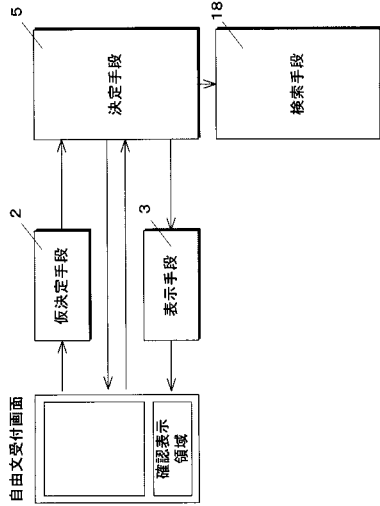 自由文受付画面
確認表示
領域
2
仮決定手段
3
表示手段
5
決定手段
18
検索手段